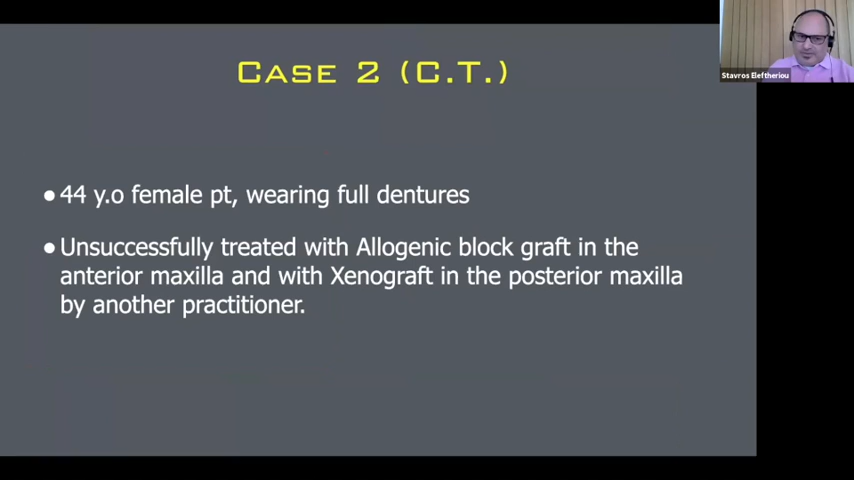 CASE 2 (C.T.)
Stavros Eleftheriou
● 44 y.o female pt, wearing full dentures
● Unsuccessfully treated with Allogenic block graft in the
anterior maxilla and with Xenograft in the posterior maxilla
by another practitioner.